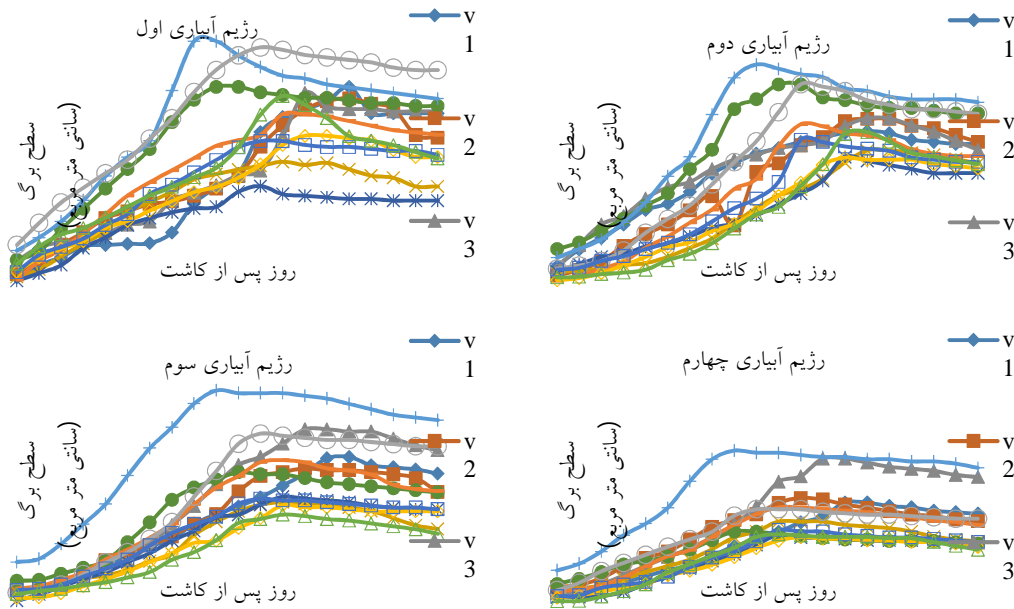 رژیم آبیاری اول
سطح برگ
(سانتی متر مربع)
روز پس از کاشت
v
1
v
2
v
3
رژیم آبیاری دوم
سطح برگ
(سانتی متر مربع)
روز پس از کاشت
v
1
v
2
v
3
رژیم آبیاری سوم
سطح برگ
(سانتی متر مربع)
روز پس از کاشت
v
1
v
2
v
3
رژیم آبیاری چهارم
سطح برگ
(سانتی متر مربع)
روز پس از کاشت
v
1
v
2
v
3